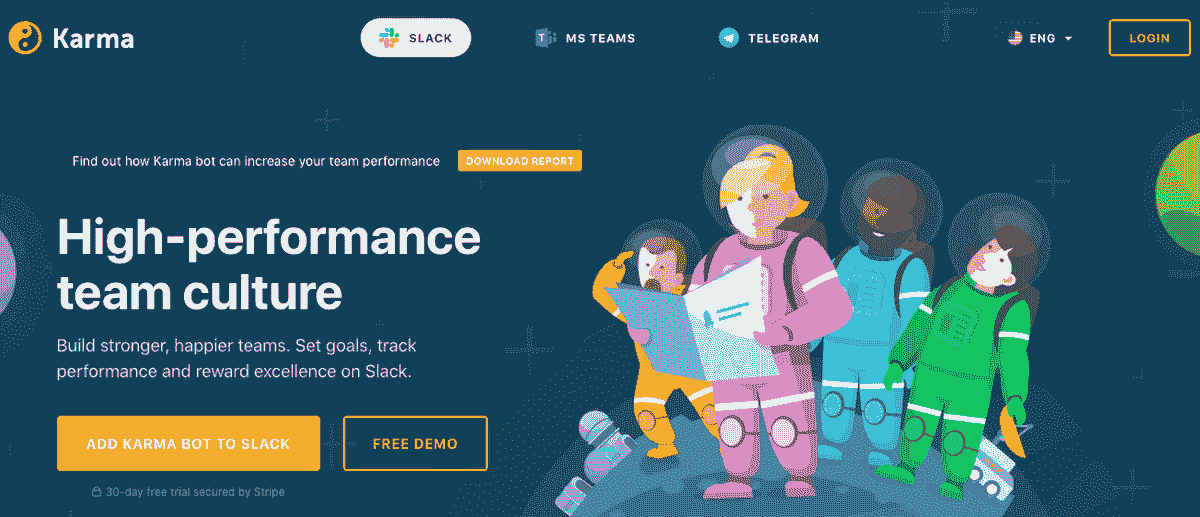 Karma
SLACK
MS TEAMS
TELEGRAM
ENG
LOGIN
Find out how Karma bot can increase your team performance
DOWNLOAD REPORT
High-performance
team culture
Build stronger, happier teams. Set goals, track
performance and reward excellence on Slack.
ADD KARMA BOT TO SLACK
FREE DEMO
30-day free trial secured by Stripe